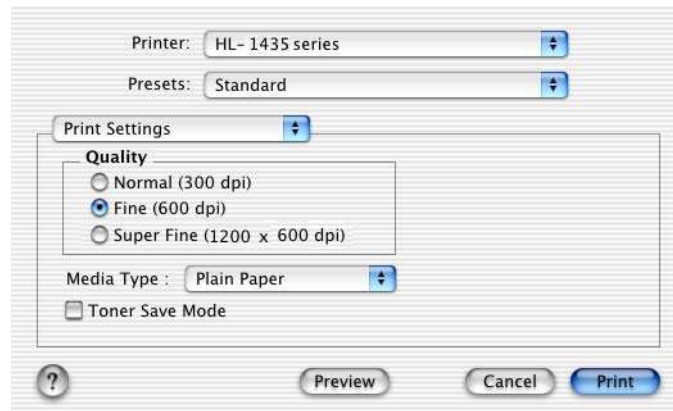 Printer: HL- 1435 series
Presets: Standard
Print Settings
Quality
Normal (300 dpi)
Fine (600 dpi)
Super Fine (1200 x 600 dpi)
Media Type : Plain Paper
Toner Save Mode
? Preview Cancel Print